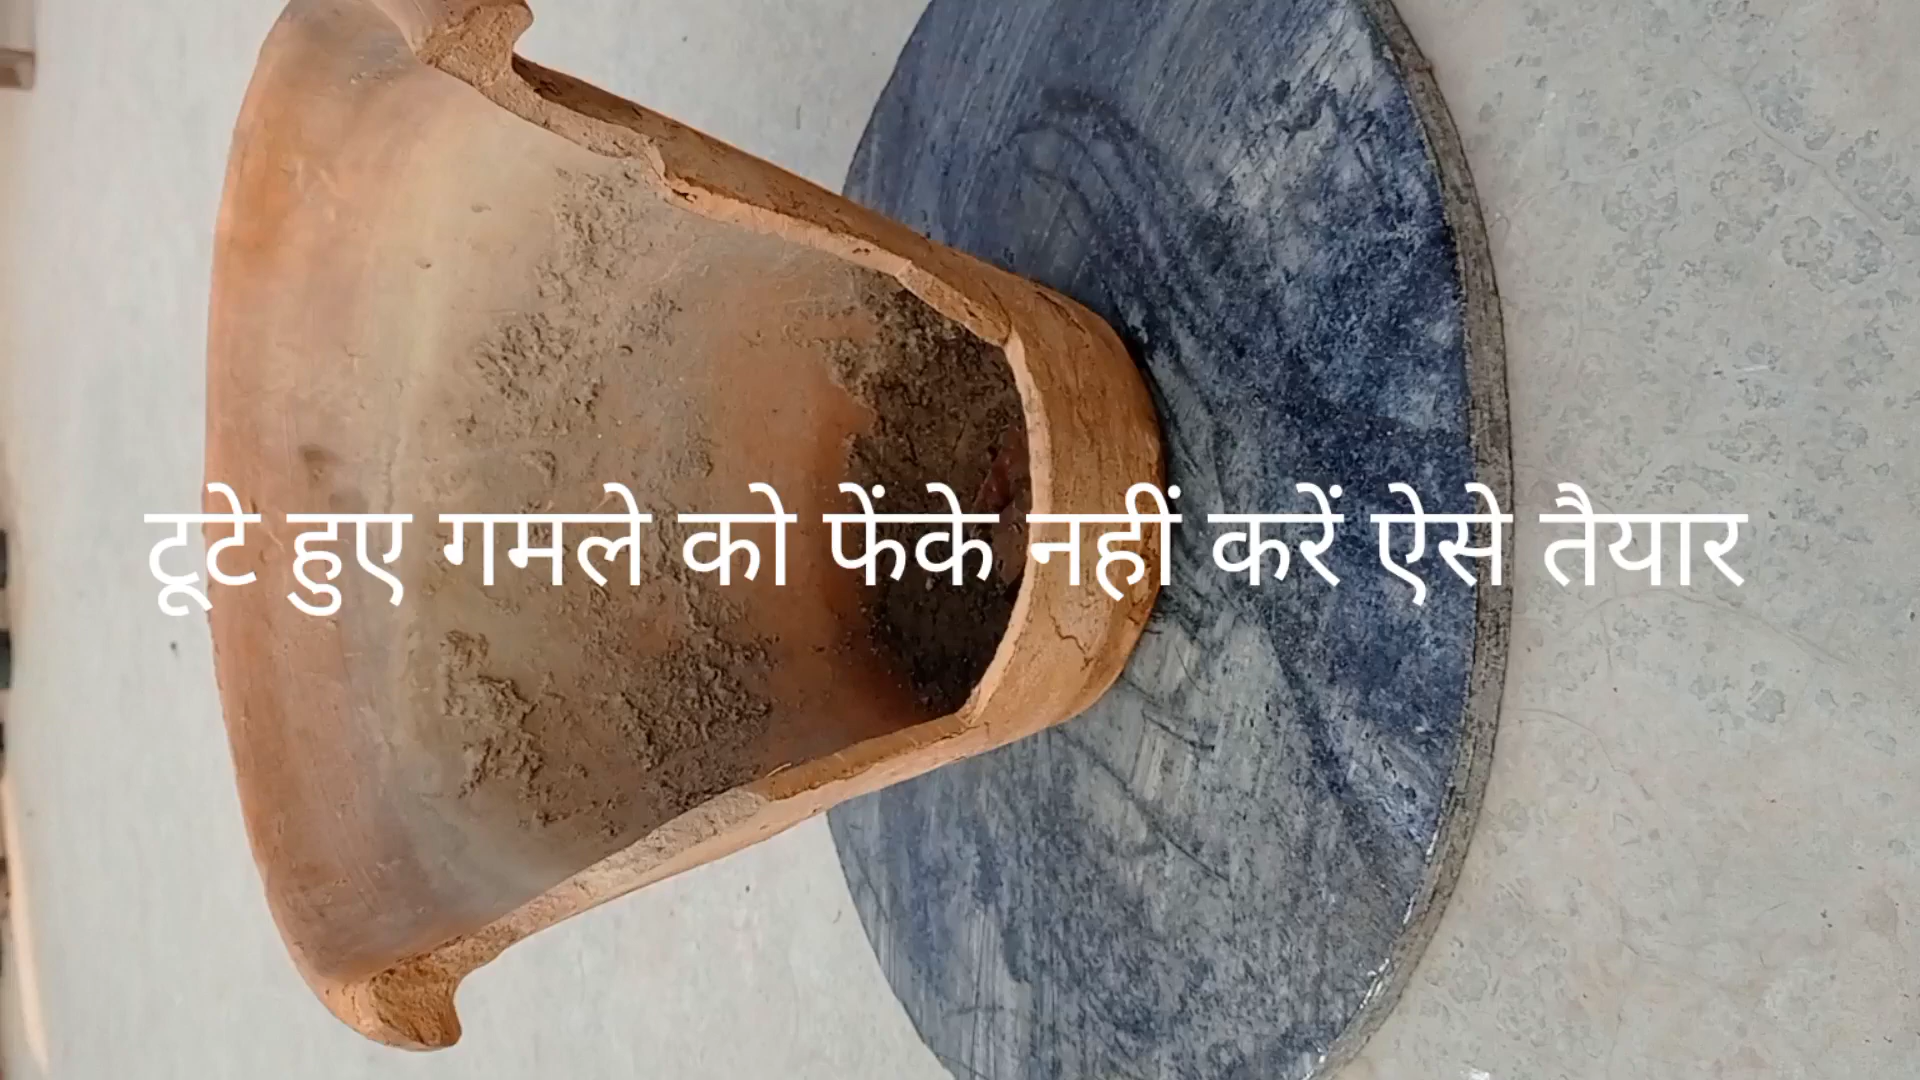 टूटे हुए गमले को फेंके नहीं करें ऐसे तैयार